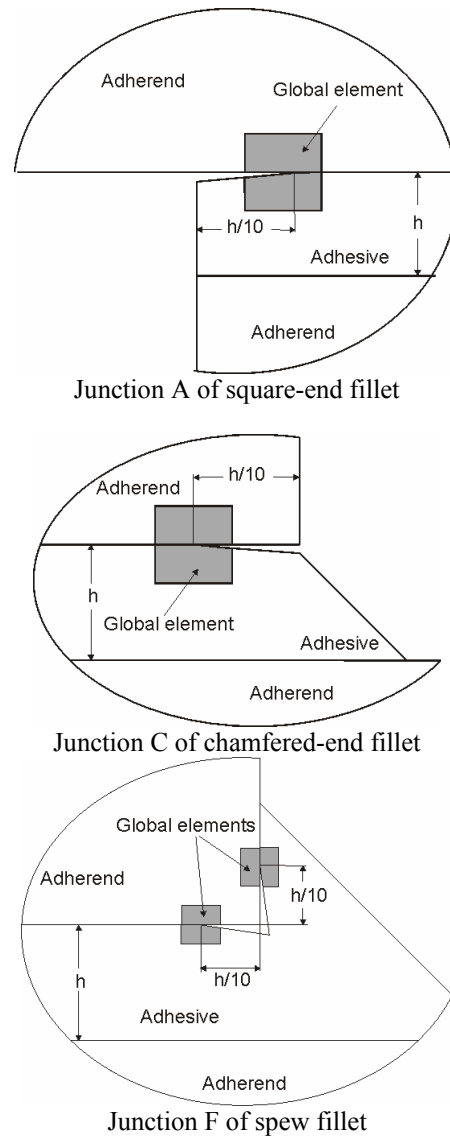 Adherend
Global element
h/10
h
Adhesive
Adherend
Junction A of square-end fillet
h/10
Adherend
h
Global element
Adhesive
Adherend
Junction C of chamfered-end fillet
Global elements
Adherend
h/10
h/10
h
Adhesive
Adherend
Junction F of spew fillet